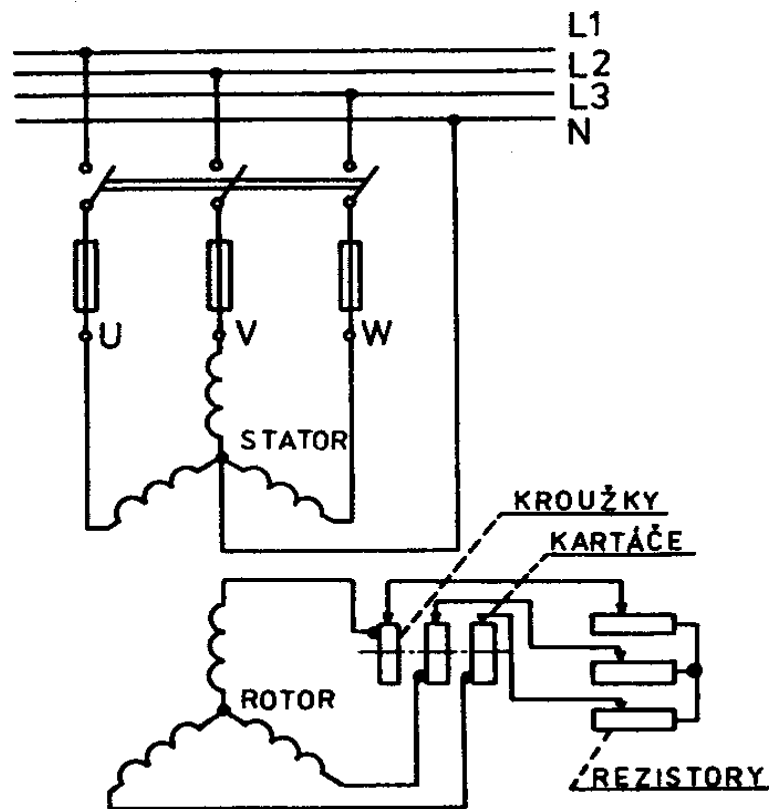 L1
L2
L3
N
U
V
W
STATOR
KROUŽKY
KARTÁČE
ROTOR
REZISTORY